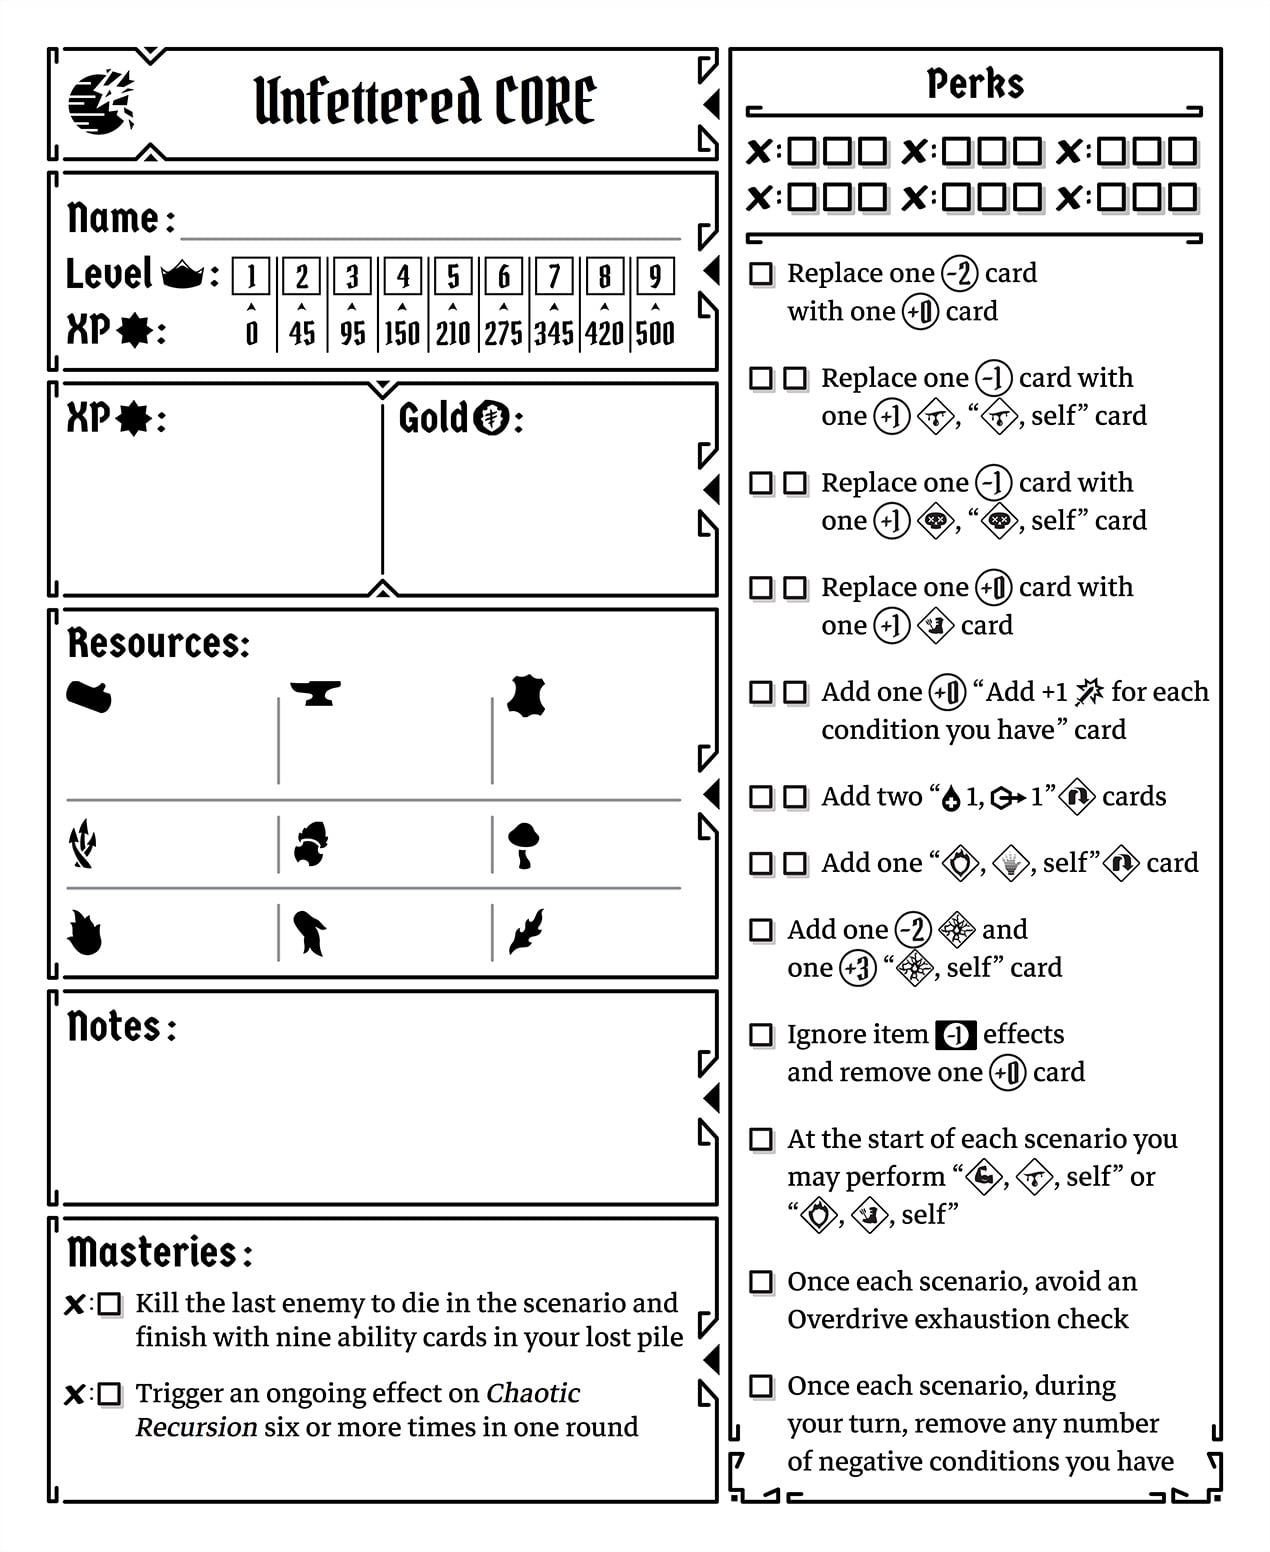 Unfettered CORE
Name:
Level :
1 2 3 4 5 6 7 8 9
XP :
0 45 95 150 210 275 345 420 500
XP :
Gold :
Resources:
Notes:
Masteries:
x: Kill the last enemy to die in the scenario and
finish with nine ability cards in your lost pile
x: Trigger an ongoing effect on Chaotic
Recursion six or more times in one round
Perks
x: x: x:
x: x: x:
Replace one -2 card
with one +0 card
Replace one -1 card with
one +1 , “ , self” card
Replace one -1 card with
one +1 , “ , self” card
Replace one +0 card with
one +1 card
Add one +0 “Add +1 for each
condition you have” card
Add two “ 1, 1” cards
Add one “ , , self” card
Add one -2 and
one +3 “ , self” card
Ignore item -1 effects
and remove one +0 card
At the start of each scenario you
may perform “ , , self” or
“ , , self”
Once each scenario, avoid an
Overdrive exhaustion check
Once each scenario, during
your turn, remove any number
of negative conditions you have